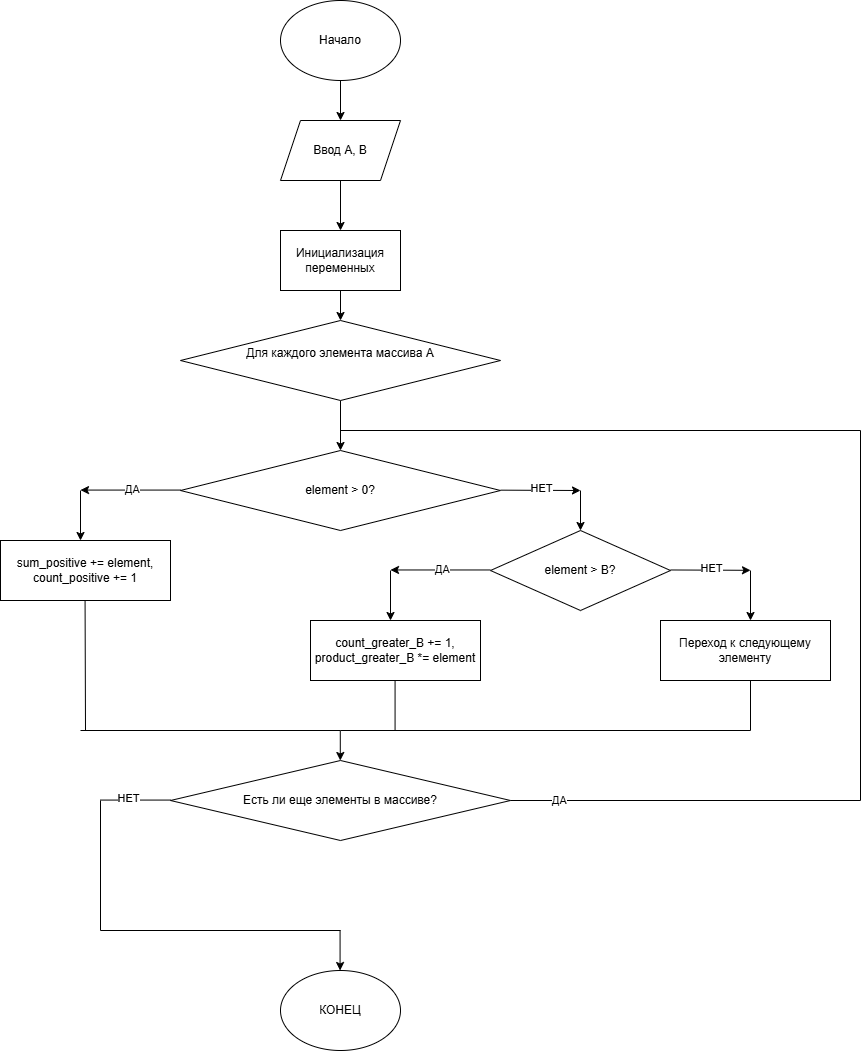 Начало
Ввод A, B
Инициализация
переменных
Для каждого элемента массива A
element > 0?
ДА
НЕТ
sum_positive += element,
count_positive += 1
element > B?
ДА
НЕТ
count_greater_B += 1,
product_greater_B *= element
Переход к следующему
элементу
Есть ли еще элементы в массиве?
НЕТ
ДА
КОНЕЦ